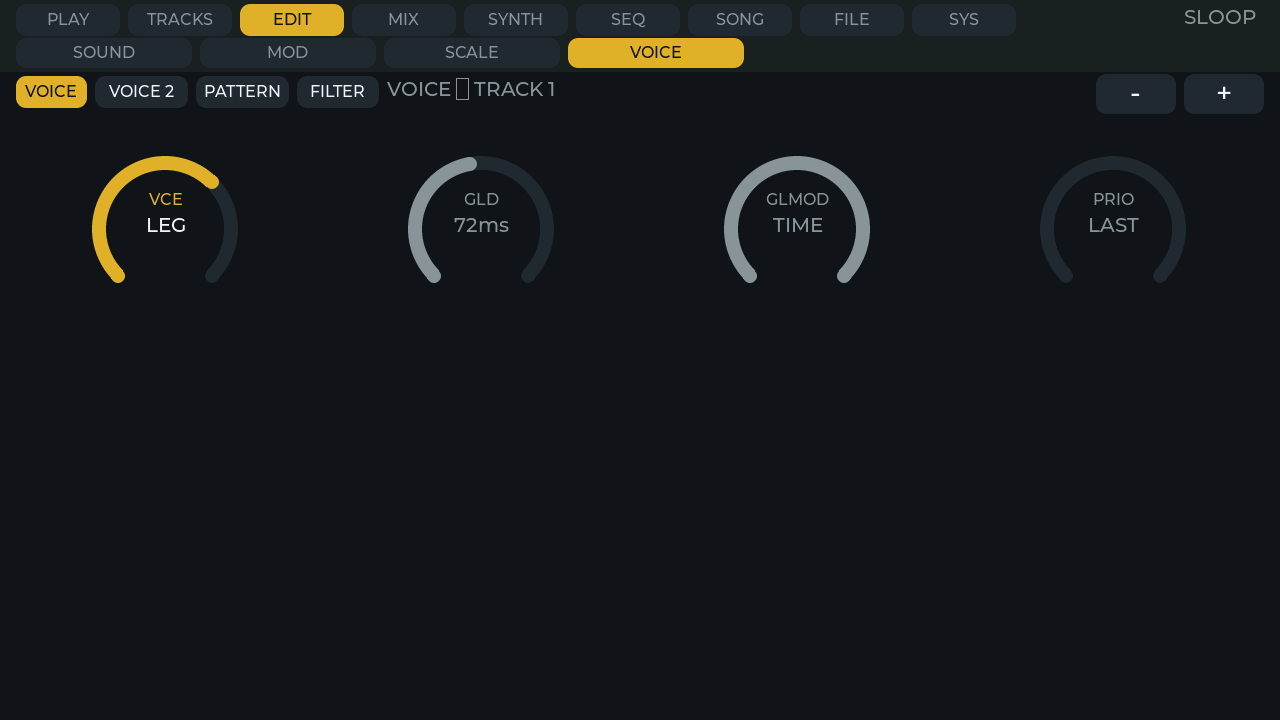 PLAY TRACKS EDIT MIX SYNTH SEQ SONG FILE SYS SLOOP
SOUND MOD SCALE VOICE
VOICE VOICE 2 PATTERN FILTER VOICE □ TRACK 1 - +
VCE GLD GLMOD PRIO
LEG 72ms TIME LAST